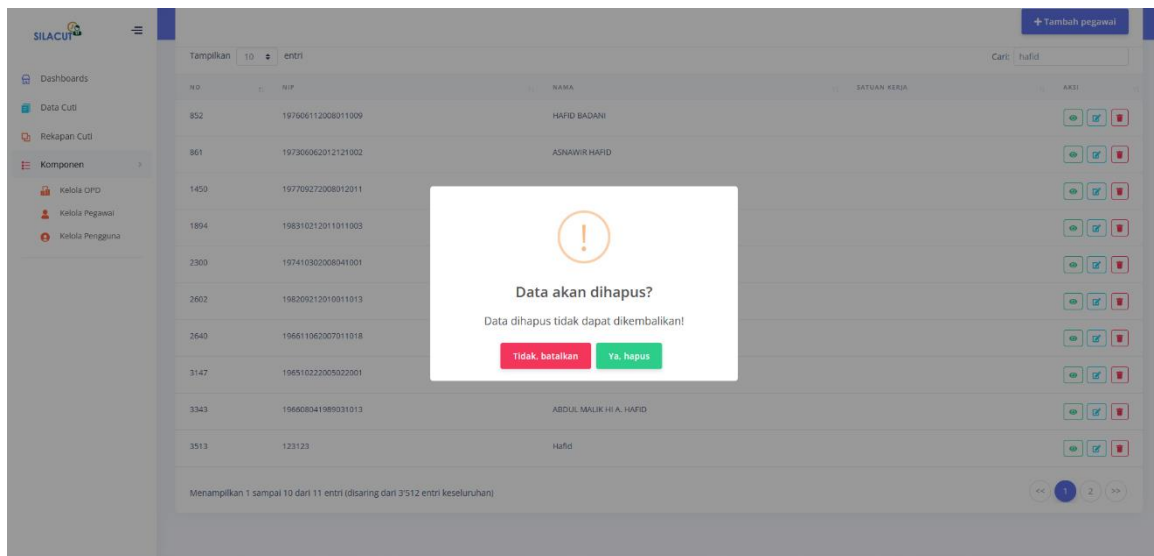 SILACUT
+ Tambah pegawai
Tampilkan 10 entri
Cari: hafid
Dashboards
Data Cuti
Rekapan Cuti
Komponen
Kelola OPD
Kelola Pegawai
Kelola Pengguna
NO NIP NAMA SATUAN KERJA AKSI
852 197606112008011009 HAFID BADANI
861 197306062012121002 ASNAWIR HAFID
1450 197709272008012011
1894 198310212011011003
2300 197410302008041001
2602 198209212010011013
2640 196611062007011018
3147 196510222005022001
3343 196608041989031013 ABDUL MALIK HI A. HAFID
3513 123123 Hafid
Menampilkan 1 sampai 10 dari 11 entri (disaring dari 3'512 entri keseluruhan)
<< 1 2 >>
!
Data akan dihapus?
Data dihapus tidak dapat dikembalikan!
Tidak, batalkan
Ya, hapus